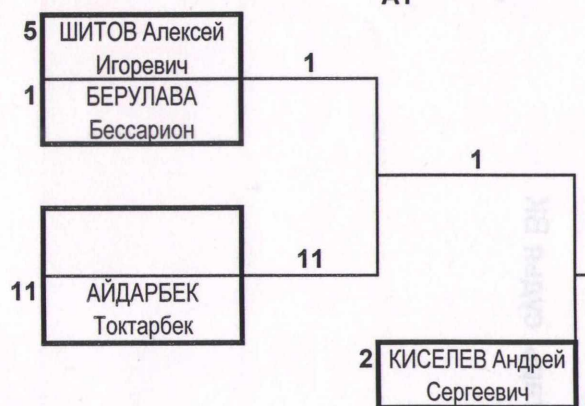 5 ШИТОВ Алексей
Игоревич
1
1 БЕРУЛАВА
Бессарион
1
11
11 АЙДАРБЕК
Токтарбек
2 КИСЕЛЕВ Андрей
Сергеевич